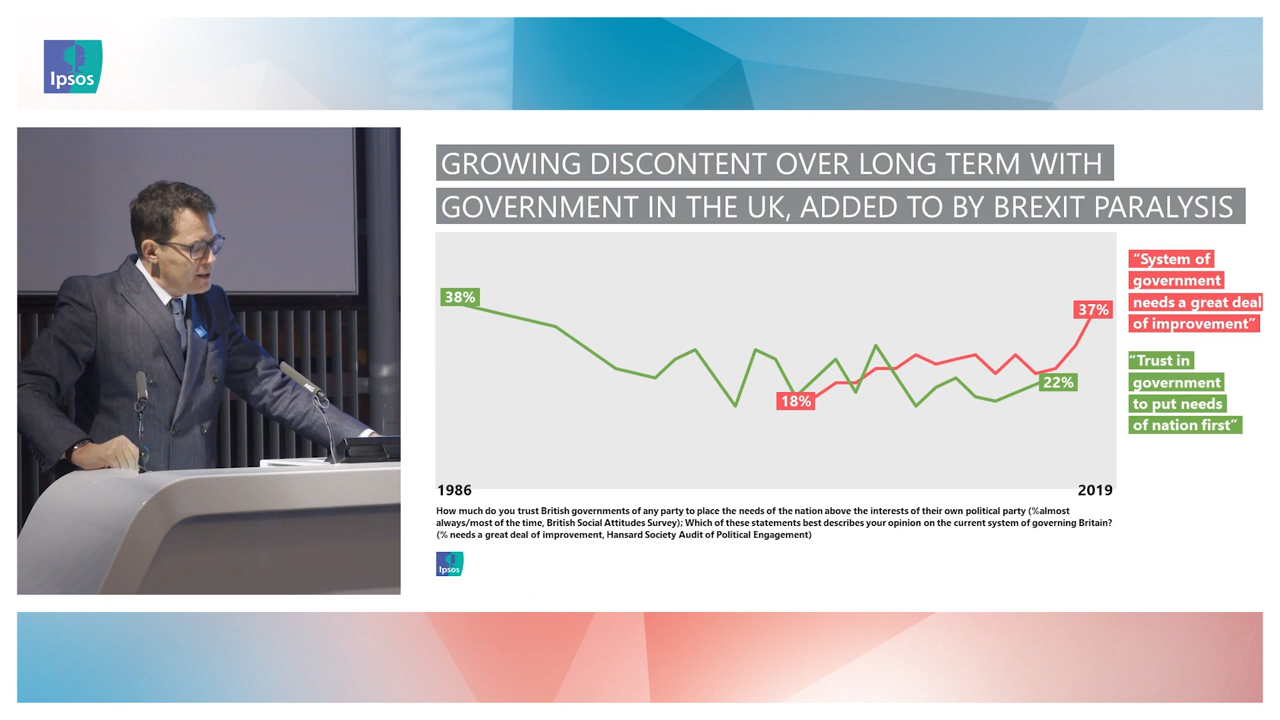 Ipsos
GROWING DISCONTENT OVER LONG TERM WITH
GOVERNMENT IN THE UK, ADDED TO BY BREXIT PARALYSIS
38%
37%
18%
22%
"System of
government
needs a great deal
of improvement"
"Trust in
government
to put needs
of nation first"
1986
2019
How much do you trust British governments of any party to place the needs of the nation above the interests of their own political party (%almost
always/most of the time, British Social Attitudes Survey); Which of these statements best describes your opinion on the current system of governing Britain?
(% needs a great deal of improvement, Hansard Society Audit of Political Engagement)
Ipsos